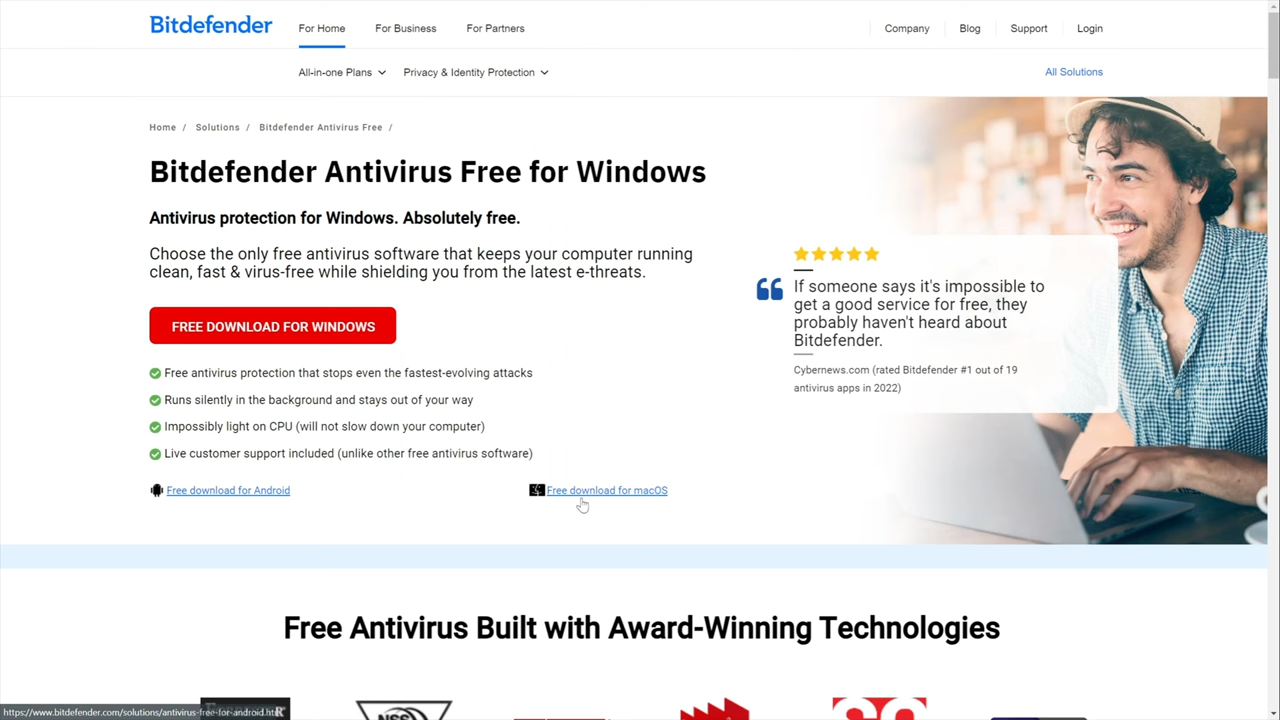 Bitdefender
For Home
For Business
For Partners
Company
Blog
Support
Login
All-in-one Plans
Privacy & Identity Protection
All Solutions
Home / Solutions / Bitdefender Antivirus Free /
Bitdefender Antivirus Free for Windows
Antivirus protection for Windows. Absolutely free.
Choose the only free antivirus software that keeps your computer running
clean, fast & virus-free while shielding you from the latest e-threats.
FREE DOWNLOAD FOR WINDOWS
Free antivirus protection that stops even the fastest-evolving attacks
Runs silently in the background and stays out of your way
Impossibly light on CPU (will not slow down your computer)
Live customer support included (unlike other free antivirus software)
Free download for Android
Free download for macOS
If someone says it's impossible to
get a good service for free, they
probably haven't heard about
Bitdefender.
Cybernews.com (rated Bitdefender #1 out of 19
antivirus apps in 2022)
Free Antivirus Built with Award-Winning Technologies
NSS
https://www.bitdefender.com/solutions/antivirus-free-for-android.html